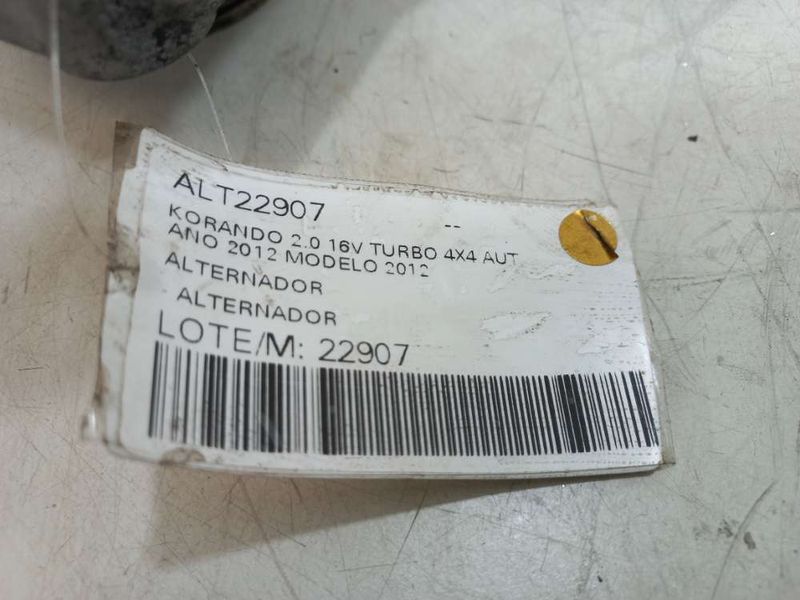 ALT22907
--
KORANDO 2.0 16V TURBO 4X4 AUT
ANO 2012 MODELO 2012
ALTERNADOR
ALTERNADOR
LOTE/M: 22907